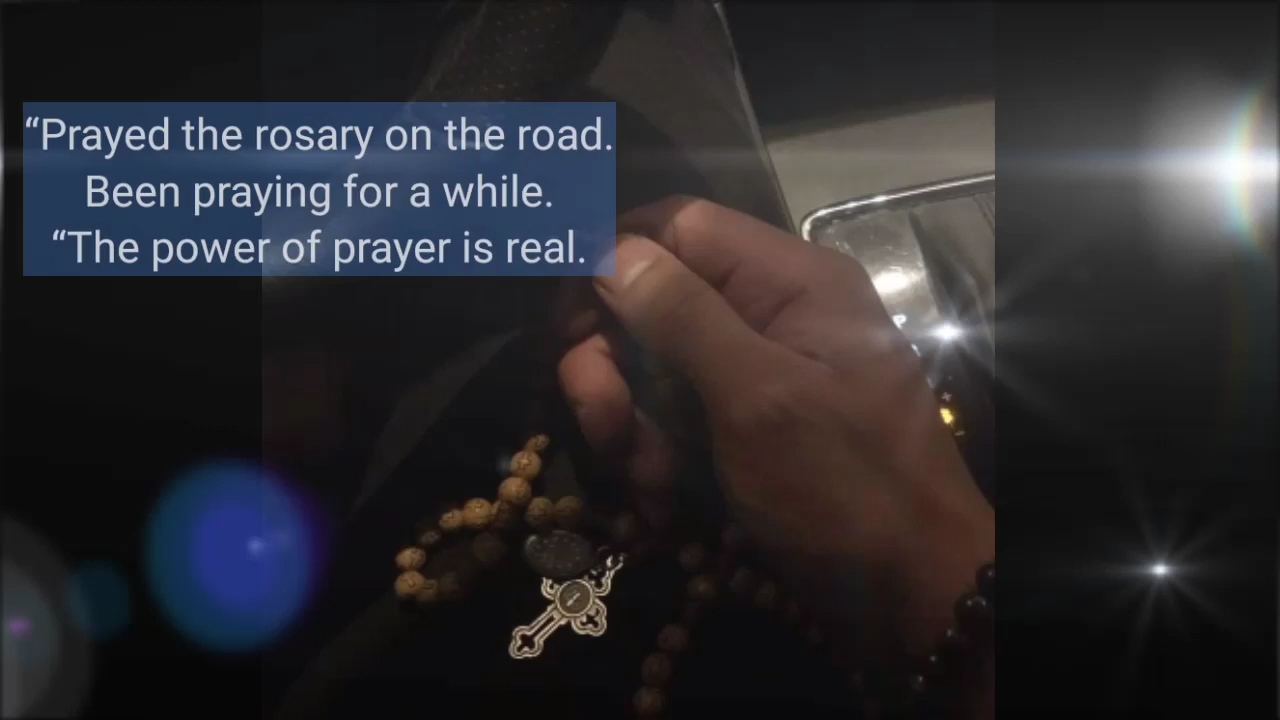 “Prayed the rosary on the road.
Been praying for a while.
“The power of prayer is real.